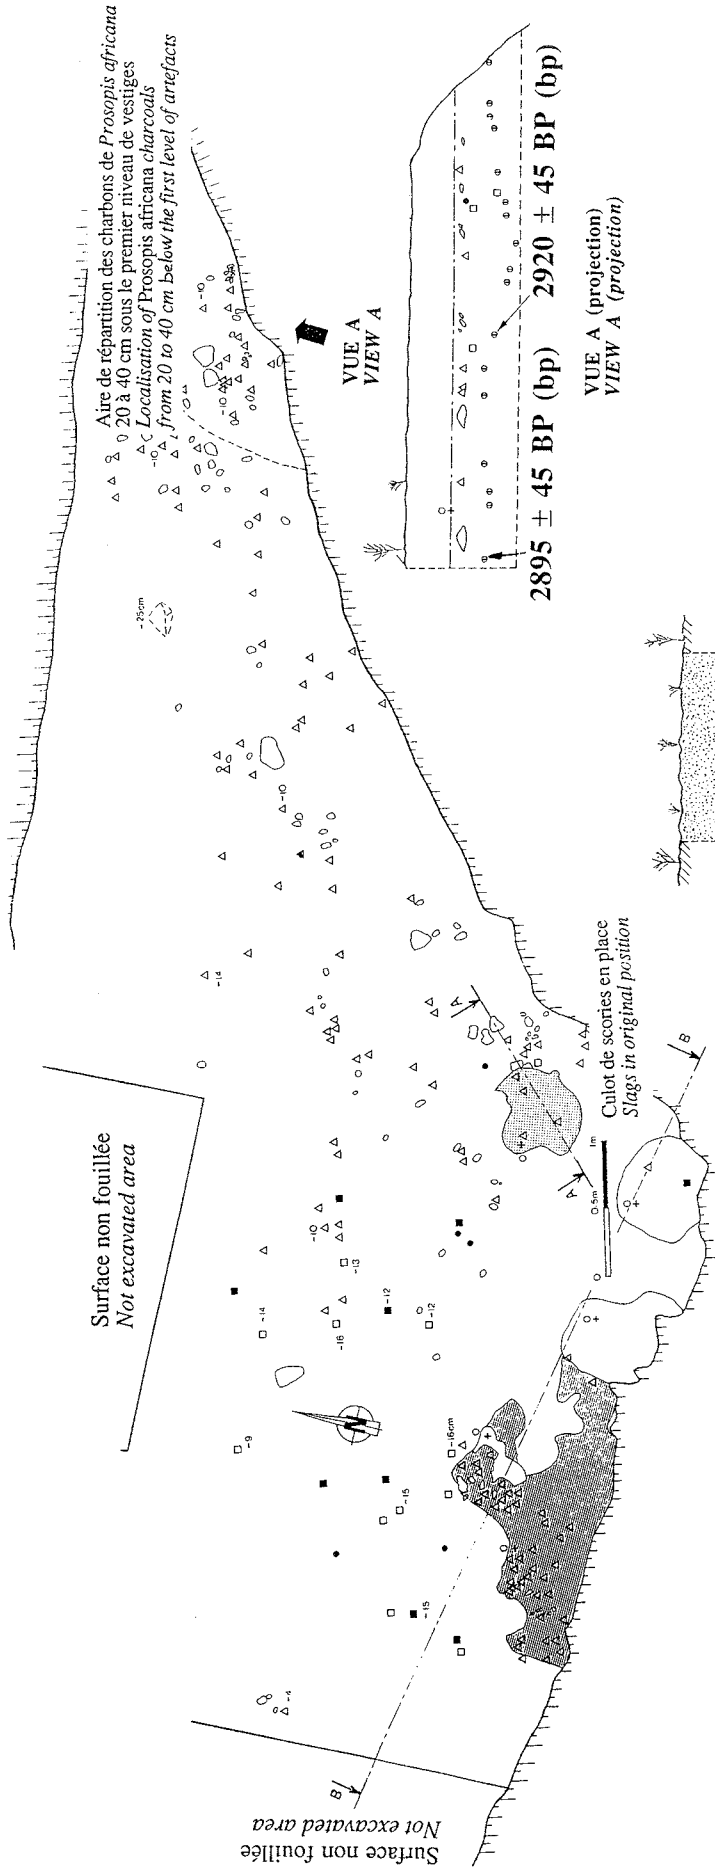 Aire de répartition des charbons de Prosopis africana
20 à 40 cm sous le premier niveau de vestiges
Localisation of Prosopis africana charcoals
from 20 to 40 cm below the first level of artefacts
VUE A
VIEW A
2895 ± 45 BP (bp)
2920 ± 45 BP (bp)
VUE A (projection)
VIEW A (projection)
Surface non fouillée
Not excavated area
Culot de scories en place
Slags in original position
0.5m
1m
Surface non fouillée
Not excavated area
N
A
A
B
B
-10
-10
-10
-25cm
-10
-14
-10
-13
-14
-16
-12
-12
-9
-16cm
-15
-15
-4